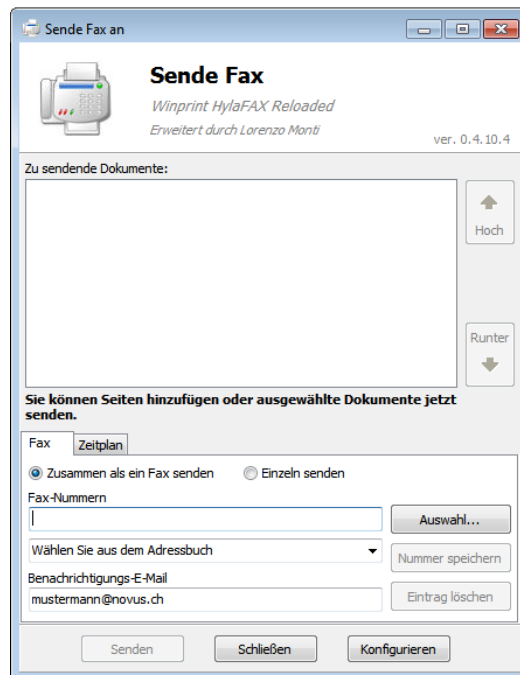 Sende Fax an
Sende Fax
Winprint HylaFAX Reloaded
Erweitert durch Lorenzo Monti
ver. 0.4.10.4
Zu sendende Dokumente:
Hoch
Runter
Sie können Seiten hinzufügen oder ausgewählte Dokumente jetzt
senden.
Fax Zeitplan
Zusammen als ein Fax senden Einzeln senden
Fax-Nummern
Auswahl...
Wählen Sie aus dem Adressbuch Nummer speichern
Benachrichtigungs-E-Mail
mustermann@novus.ch Eintrag löschen
Senden Schließen Konfigurieren